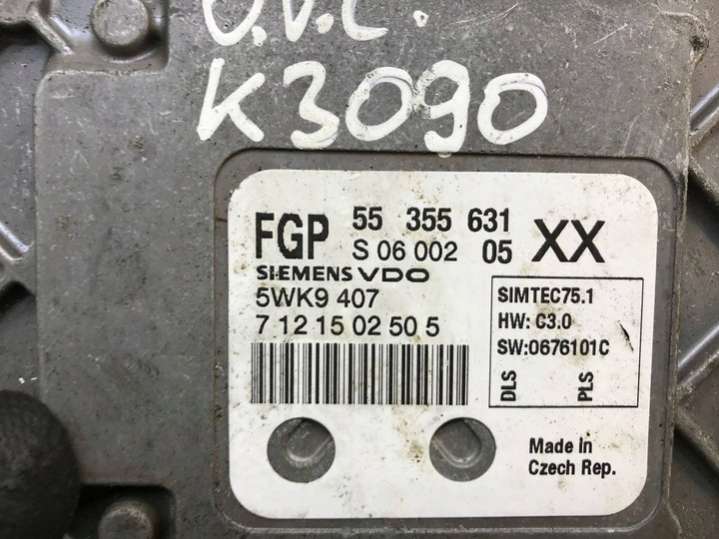 O.V.C.
K3090
FGP 55 355 631 XX
S 06 002 05
SIEMENS VDO
5WK9 407
7 12 15 02 50 5
SIMTEC75.1
HW: C3.0
SW:0676101C
DLS PLS
Made In
Czech Rep.